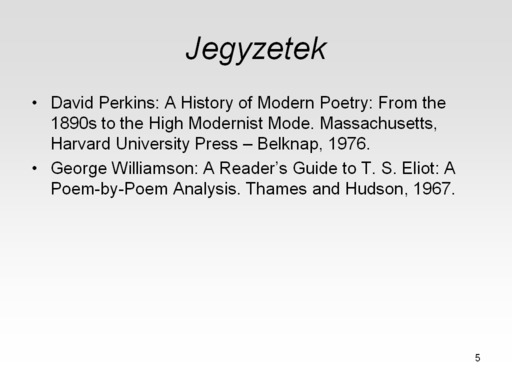 Jegyzetek
• David Perkins: A History of Modern Poetry: From the
1890s to the High Modernist Mode. Massachusetts,
Harvard University Press – Belknap, 1976.
• George Williamson: A Reader’s Guide to T. S. Eliot: A
Poem-by-Poem Analysis. Thames and Hudson, 1967.
5